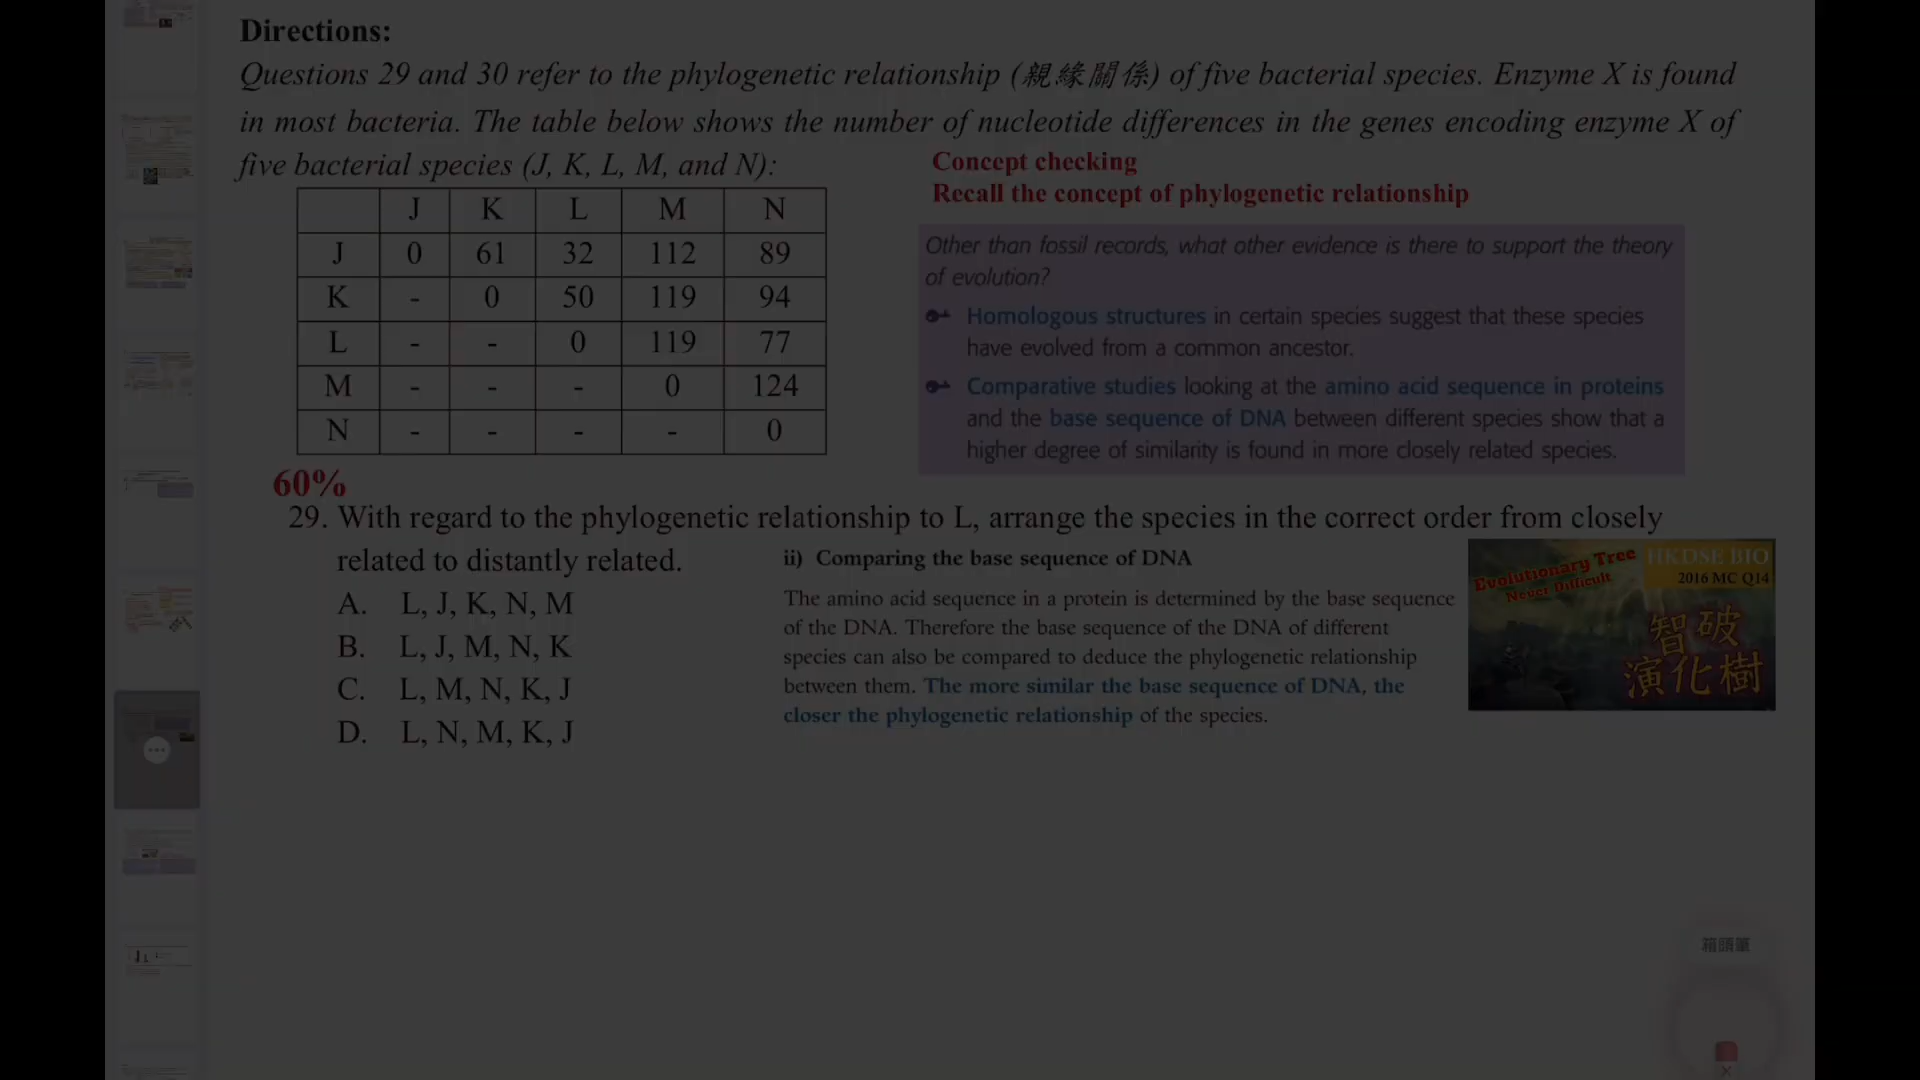 Directions:
Questions 29 and 30 refer to the phylogenetic relationship (親緣關係) of five bacterial species. Enzyme X is found
in most bacteria. The table below shows the number of nucleotide differences in the genes encoding enzyme X of
five bacterial species (J, K, L, M, and N):
Concept checking
Recall the concept of phylogenetic relationship
J K L M N
J 0 61 32 112 89
K - 0 50 119 94
L - - 0 119 77
M - - - 0 124
N - - - - 0
Other than fossil records, what other evidence is there to support the theory
of evolution?
Homologous structures in certain species suggest that these species
have evolved from a common ancestor.
Comparative studies looking at the amino acid sequence in proteins
and the base sequence of DNA between different species show that a
higher degree of similarity is found in more closely related species.
60%
29. With regard to the phylogenetic relationship to L, arrange the species in the correct order from closely
related to distantly related.
A. L, J, K, N, M
B. L, J, M, N, K
C. L, M, N, K, J
D. L, N, M, K, J
ii) Comparing the base sequence of DNA
The amino acid sequence in a protein is determined by the base sequence
of the DNA. Therefore the base sequence of the DNA of different
species can also be compared to deduce the phylogenetic relationship
between them. The more similar the base sequence of DNA, the
closer the phylogenetic relationship of the species.
Evolutionary Tree
Never Difficult
HKDSE BIO
2016 MC Q14
智破
演化樹
箱頭筆